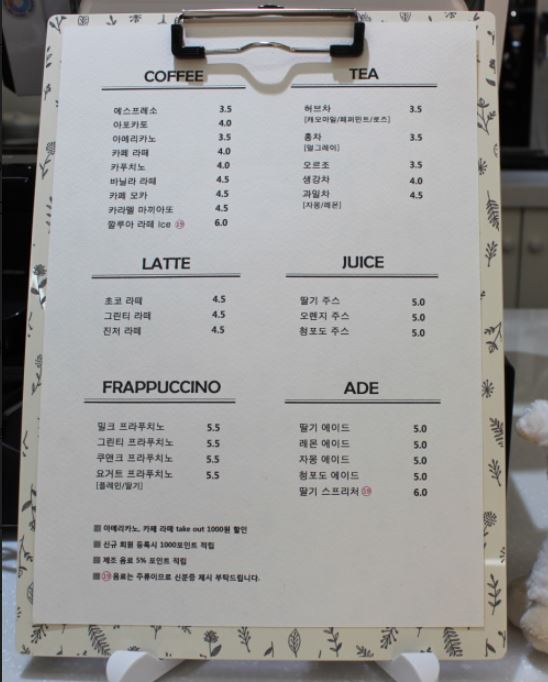 COFFEE
에스프레소 3.5
아포카토 4.0
아메리카노 3.5
카페 라떼 4.0
카푸치노 4.0
바닐라 라떼 4.5
카페 모카 4.5
카라멜 마끼아또 4.5
깔루아 라떼 ice 19 6.0
TEA
허브차 3.5
[캐모마일/페퍼민트/로즈]
홍차 3.5
[얼그레이]
오르조 3.5
생강차 4.0
과일차 4.5
[자몽/레몬]
LATTE
초코 라떼 4.5
그린티 라떼 4.5
진저 라떼 4.5
JUICE
딸기 주스 5.0
오렌지 주스 5.0
청포도 주스 5.0
FRAPPUCCINO
밀크 프라푸치노 5.5
그린티 프라푸치노 5.5
쿠앤크 프라푸치노 5.5
요거트 프라푸치노 5.5
[플레인/딸기]
ADE
딸기 에이드 5.0
레몬 에이드 5.0
자몽 에이드 5.0
청포도 에이드 5.0
딸기 스프리처 19 6.0
아메리카노, 카페 라떼 take out 1000원 할인
신규 회원 등록시 1000포인트 적립
제조 음료 5% 포인트 적립
19 음료는 주류이므로 신분증 제시 부탁드립니다.